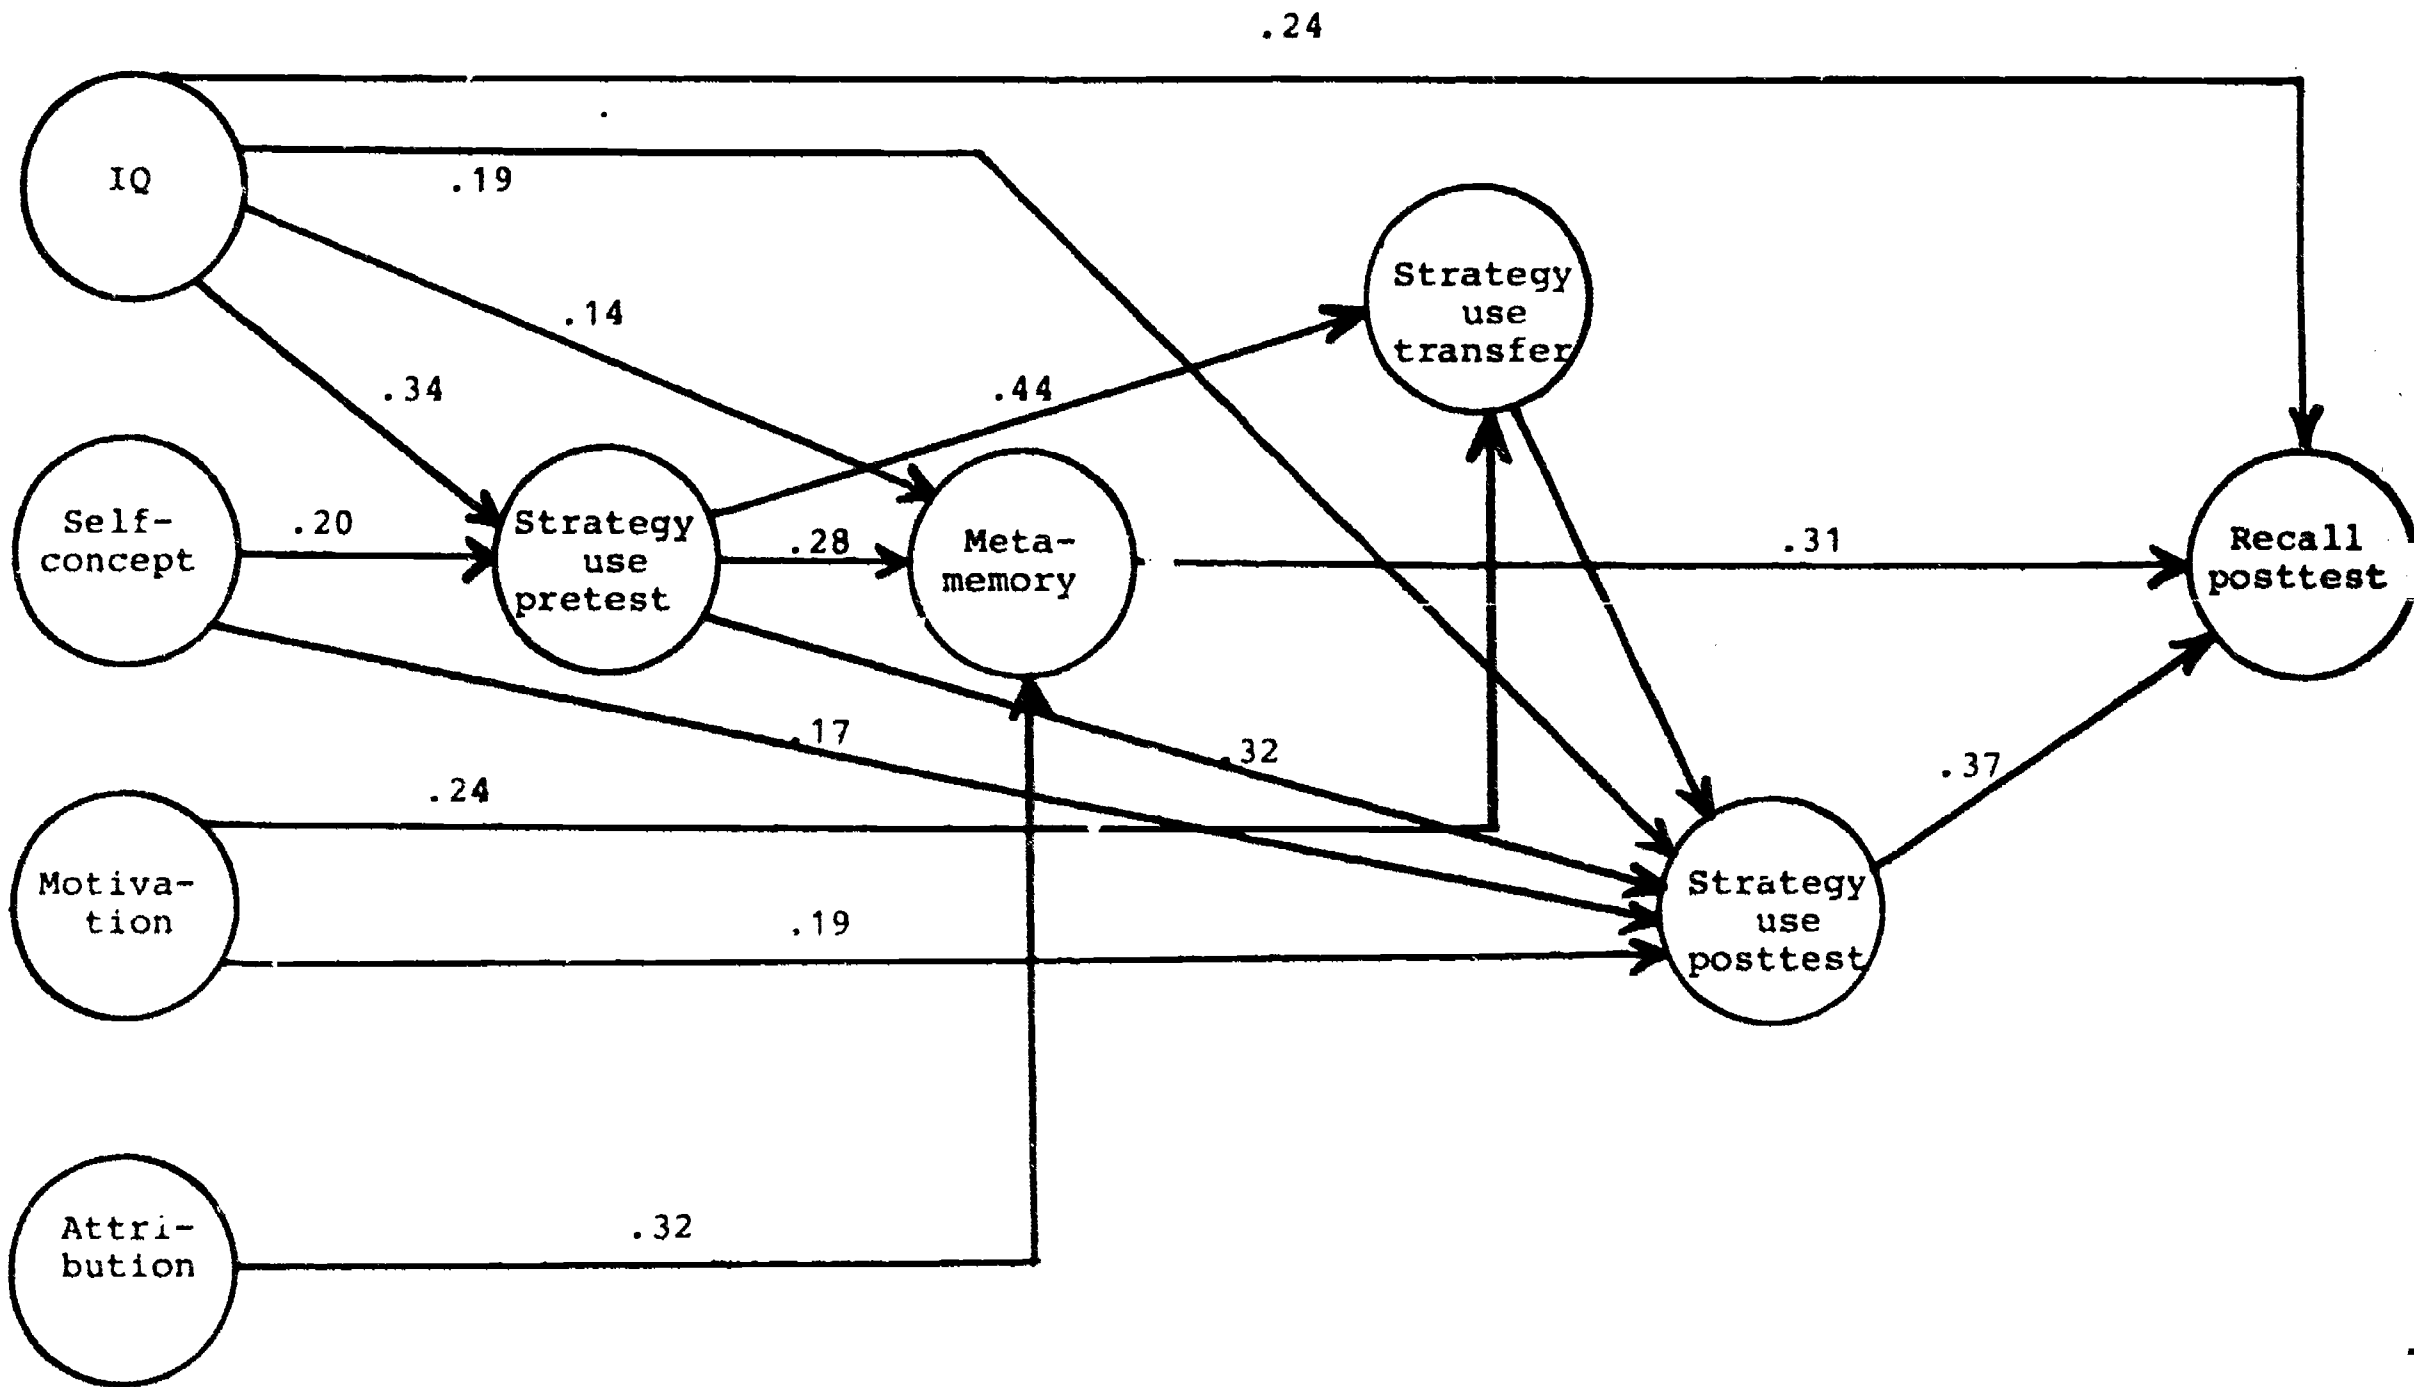 .24
IQ
.19
.14
.34
Strategy
use
transfer
.44
Self-
concept
.20
Strategy
use
pretest
.28
Meta-
memory
.31
Recall
posttest
.17
.32
.24
.37
Motiva-
tion
.19
Strategy
use
posttest
Attri-
bution
.32